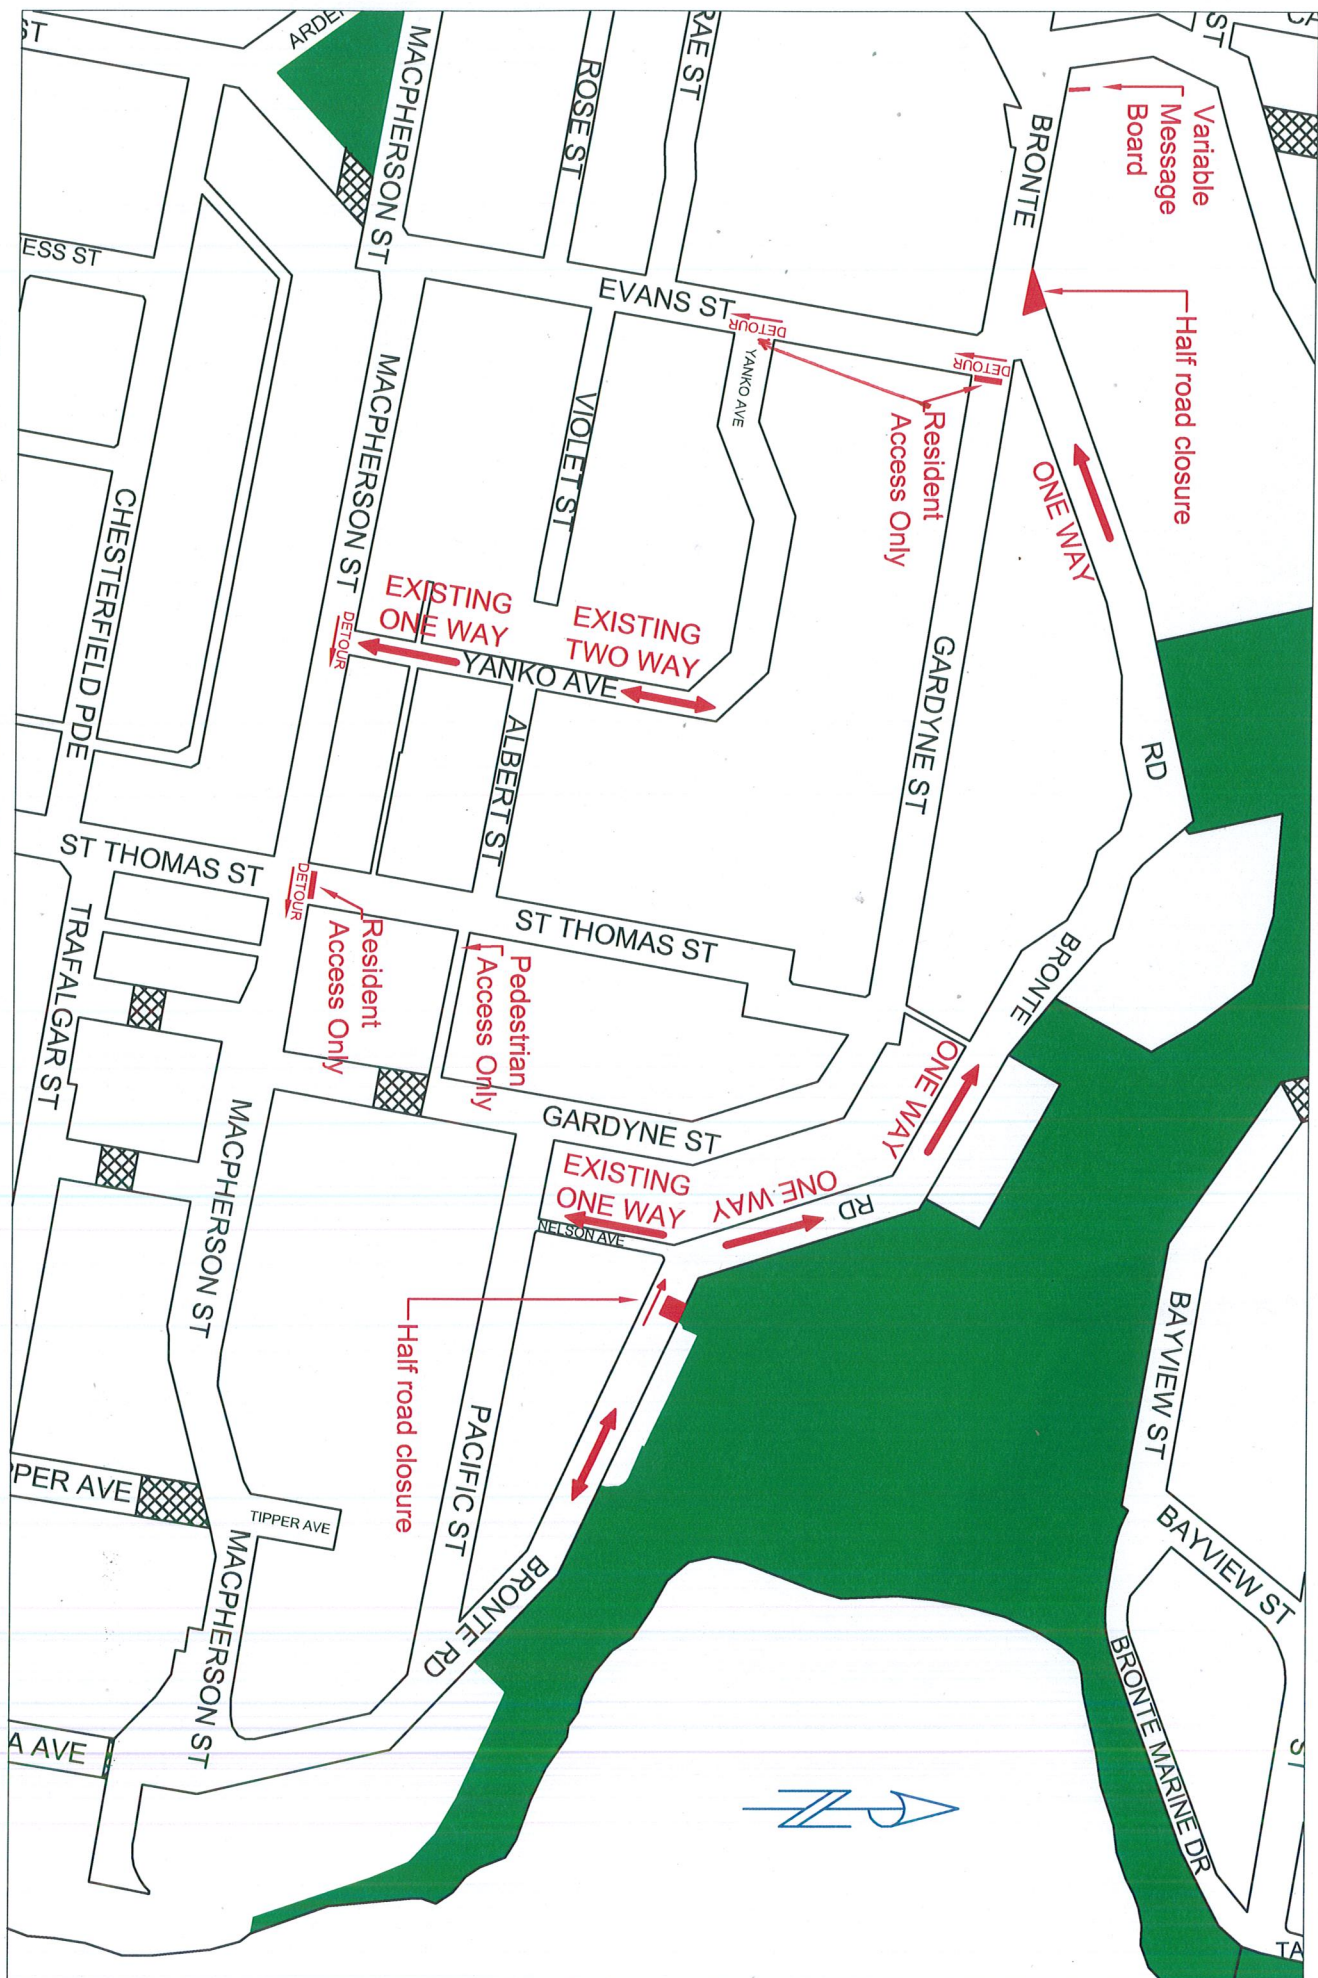 ST
ARDE
MACPHERSON ST
ROSE ST
RAE ST
BRONTE
ST
Variable
Message
Board
Half road closure
ESS ST
EVANS ST
DETOUR
YANKO AVE
DETOUR
Resident
Access Only
ONE WAY
MACPHERSON ST
VIOLET ST
CHESTERFIELD PDE
EXISTING
ONE WAY
EXISTING
TWO WAY
DETOUR
YANKO AVE
GARDYNE ST
RD
ALBERT ST
ST THOMAS ST
DETOUR
Resident
Access Only
ST THOMAS ST
Pedestrian
Access Only
BRONTE
ONE WAY
TRAFALGAR ST
MACPHERSON ST
GARDYNE ST
EXISTING
ONE WAY
ONE WAY
RD
NELSON AVE
Half road closure
BAYVIEW ST
PACIFIC ST
PPER AVE
TIPPER AVE
MACPHERSON ST
BRONTE RD
BAYVIEW ST
BRONTE MARINE DR
A AVE
ST
N
TA